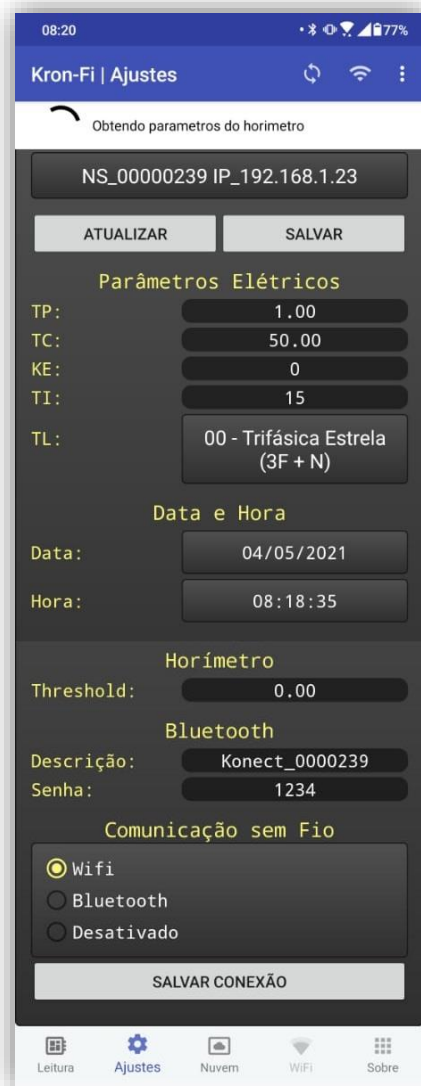 08:20 77%
Kron-Fi | Ajustes
Obtendo parametros do horimetro
NS_00000239 IP_192.168.1.23
ATUALIZAR SALVAR
Parâmetros Elétricos
TP: 1.00
TC: 50.00
KE: 0
TI: 15
TL: 00 - Trifásica Estrela
(3F + N)
Data e Hora
Data: 04/05/2021
Hora: 08:18:35
Horímetro
Threshold: 0.00
Bluetooth
Descrição: Konect_0000239
Senha: 1234
Comunicação sem Fio
Wifi
Bluetooth
Desativado
SALVAR CONEXÃO
Leitura Ajustes Nuvem WiFi Sobre